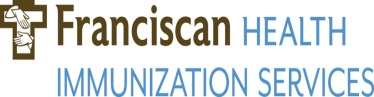 Franciscan HEALTH
IMMUNIZATION SERVICES